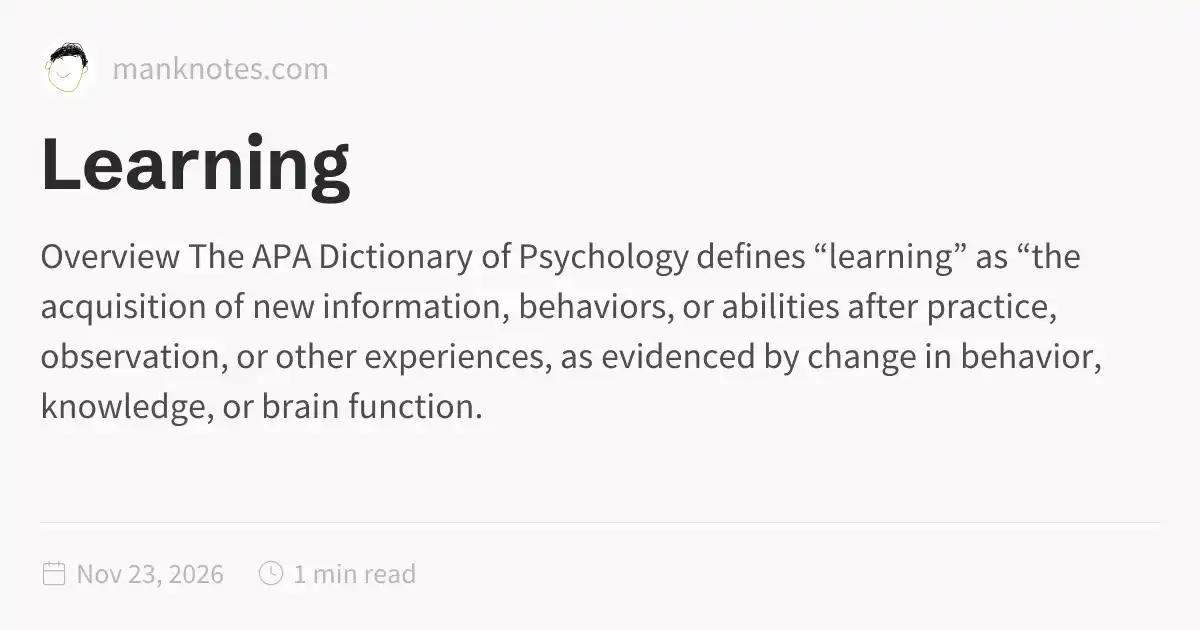 manknotes.com
Learning
Overview The APA Dictionary of Psychology defines “learning” as “the
acquisition of new information, behaviors, or abilities after practice,
observation, or other experiences, as evidenced by change in behavior,
knowledge, or brain function.
Nov 23, 2026 1 min read